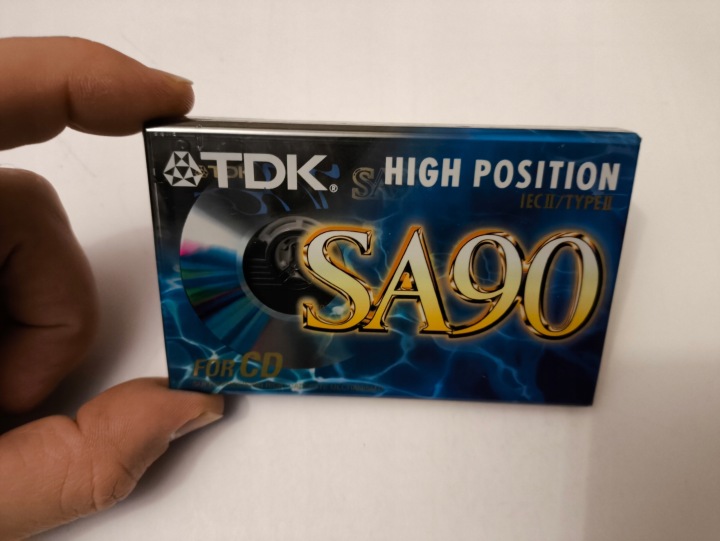 TDK®
HIGH POSITION
IEC II/TYPE II
SA90
FOR CD